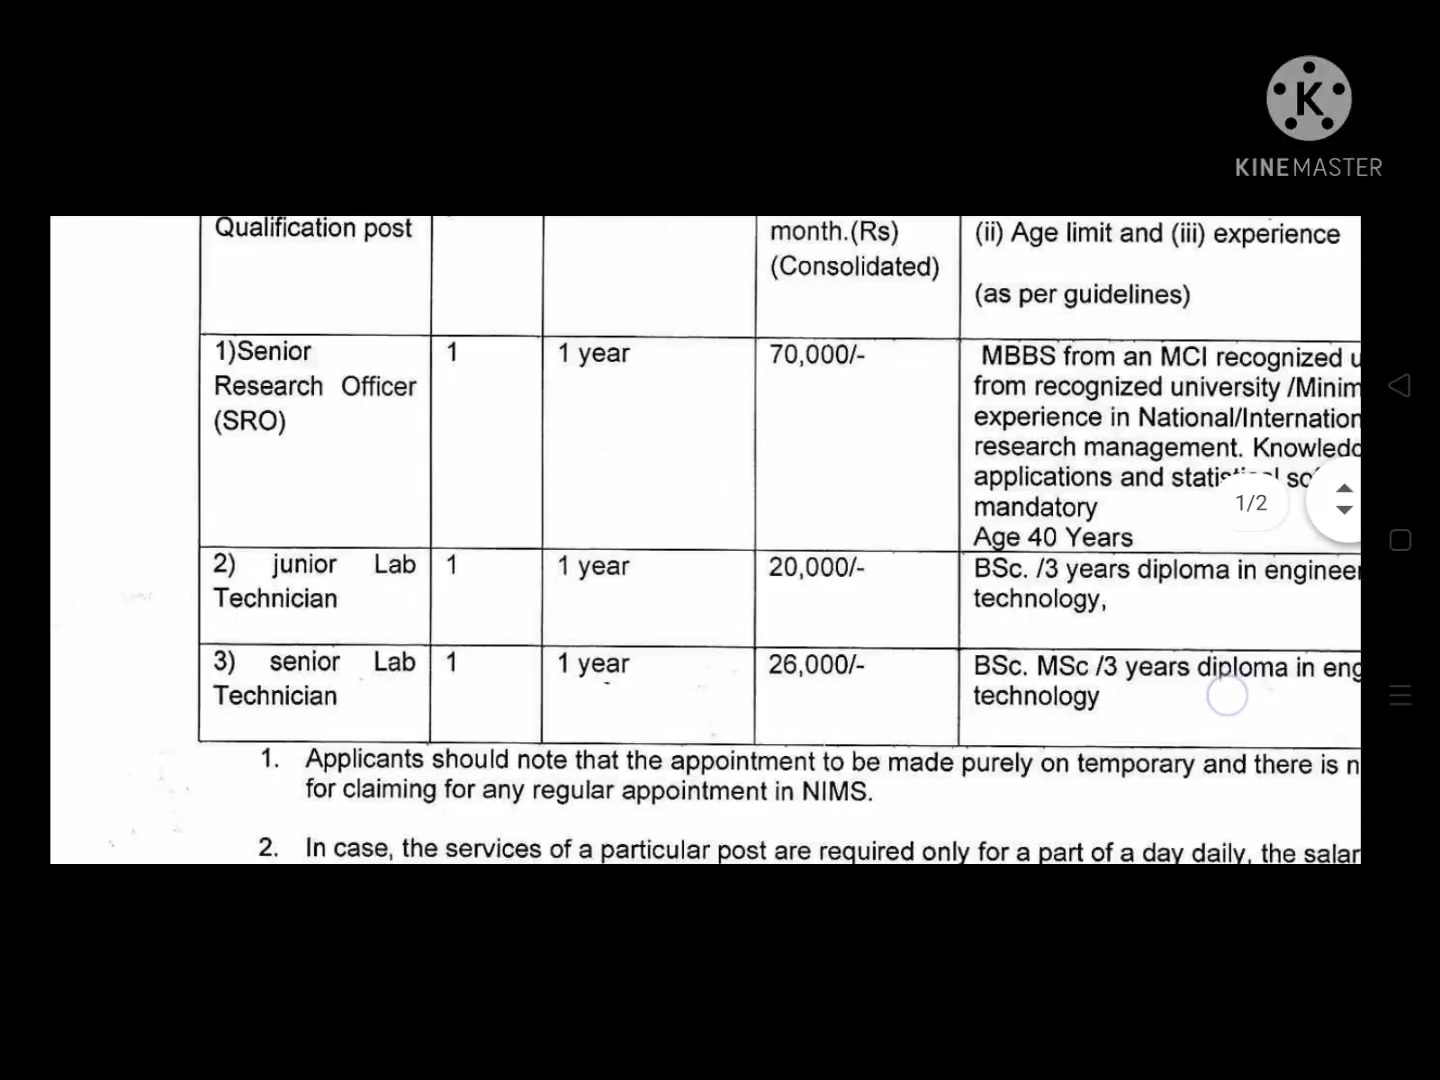 K
KINEMASTER
Qualification post
month.(Rs)
(Consolidated)
(ii) Age limit and (iii) experience
(as per guidelines)
1)Senior
Research Officer
(SRO)
1
1 year
70,000/-
MBBS from an MCI recognized
from recognized university /Minim
experience in National/Internation
research management. Knowledg
applications and statistical
mandatory
Age 40 Years
1/2
2) junior Lab
Technician
1
1 year
20,000/-
BSc. /3 years diploma in engineer
technology,
3) senior Lab
Technician
1
1 year
26,000/-
BSc. MSc /3 years diploma in eng
technology
1. Applicants should note that the appointment to be made purely on temporary and there is n
for claiming for any regular appointment in NIMS.
2. In case, the services of a particular post are required only for a part of a day daily, the salar